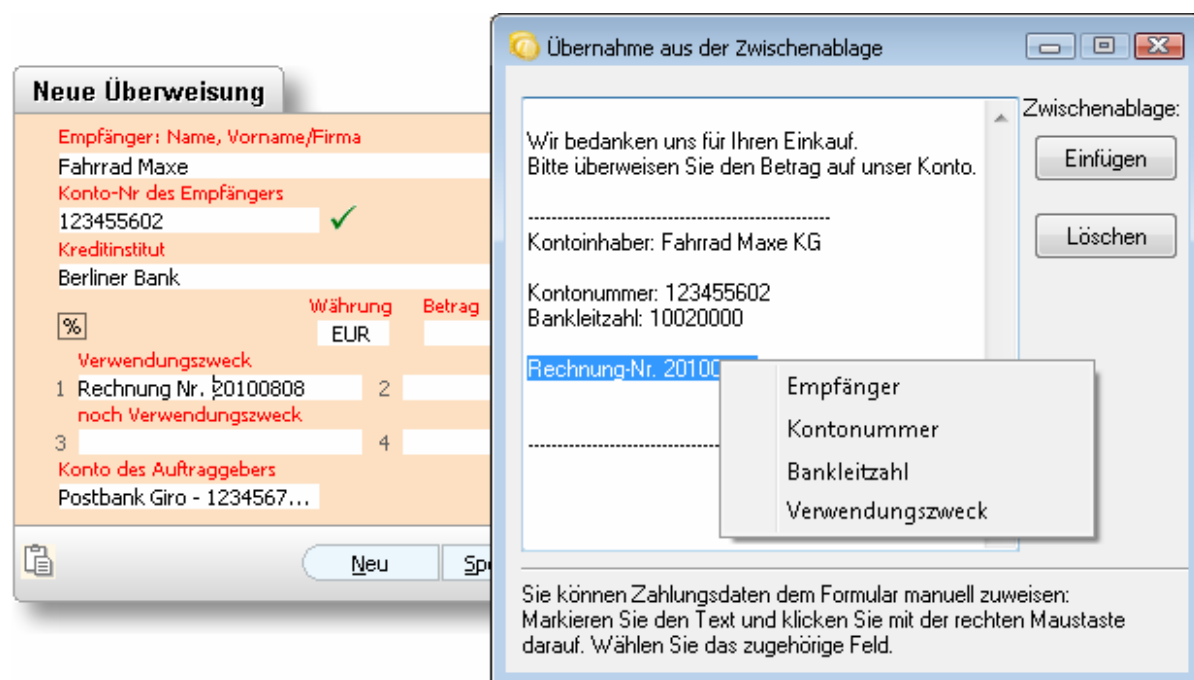 Neue Überweisung
Empfänger: Name, Vorname/Firma
Fahrrad Maxe
Konto-Nr des Empfängers
123455602
Kreditinstitut
Berliner Bank
Währung Betrag
% EUR
Verwendungszweck
1 Rechnung Nr. 20100808 2
noch Verwendungszweck
3 4
Konto des Auftraggebers
Postbank Giro - 1234567...
Neu
Übernahme aus der Zwischenablage
Wir bedanken uns für Ihren Einkauf.
Bitte überweisen Sie den Betrag auf unser Konto.
-----------------------------------------------------
Kontoinhaber: Fahrrad Maxe KG
Kontonummer: 123455602
Bankleitzahl: 10020000
Rechnung-Nr. 20100
Empfänger
Kontonummer
Bankleitzahl
Verwendungszweck
Zwischenablage:
Einfügen
Löschen
Sie können Zahlungsdaten dem Formular manuell zuweisen:
Markieren Sie den Text und klicken Sie mit der rechten Maustaste
darauf. Wählen Sie das zugehörige Feld.